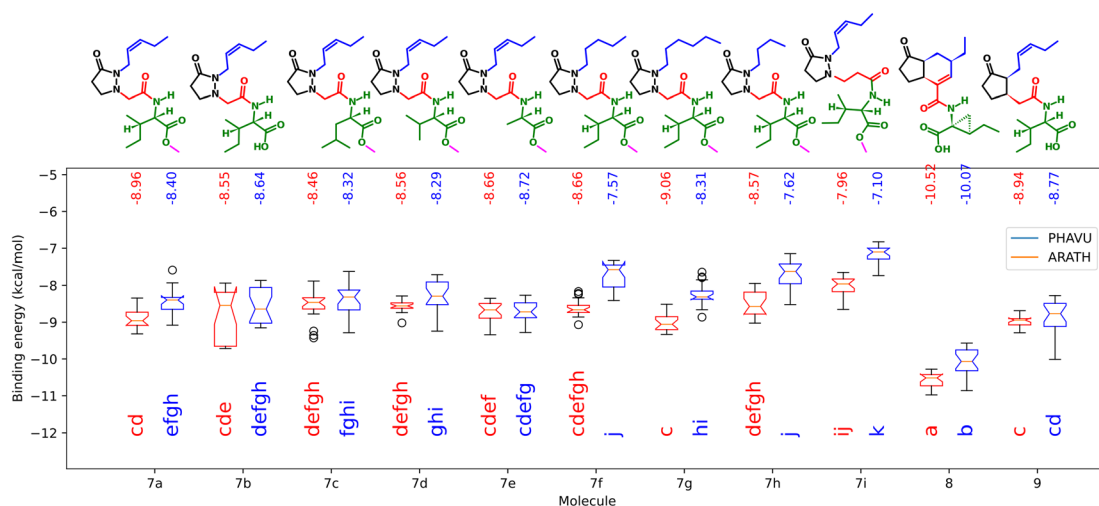 O N N O N H H O O
O N N O N H H O HO
O N N O N H O O
O N N O N H H O O
O N N O N H O O
O N N O N H H O O
O N N O N H H O O
O N N O N H H O O
O N N O N H H O O
O O N H H O OH
O O N H H O OH
-8.96 -8.40 -8.55 -8.64 -8.46 -8.32 -8.56 -8.29 -8.66 -8.72 -8.66 -7.57 -9.06 -8.31 -8.57 -7.62 -7.96 -7.10 -10.52 -10.07 -8.94 -8.77
Binding energy (kcal/mol)
−5
−6
−7
−8
−9
−10
−11
−12
PHAVU
ARATH
cd efgh cde defgh defgh fghi defgh ghi cdef cdefg cdefgh j c hi defgh j ij k a b c cd
7a 7b 7c 7d 7e 7f 7g 7h 7i 8 9
Molecule